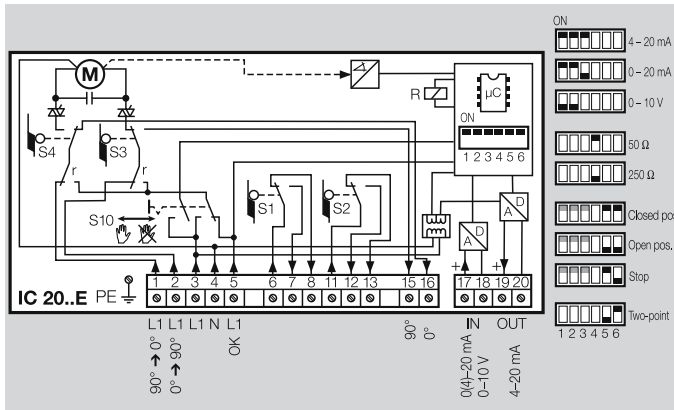 ON
4 – 20 mA
0 – 20 mA
0 – 10 V
50 Ω
250 Ω
Closed pos
Open pos.
Stop
Two-point
1 2 3 4 5 6
M
R
µC
ON
1 2 3 4 5 6
S4
S3
r
r
S10
S1
S2
A D
D A
+
+
IC 20..E PE
1 2 3 4 5 6 7 8 11 12 13 15 16 17 18 19 20
L1 L1 L1 N L1
90° → 0°
0° → 90°
OK
90°
0°
IN
OUT
0(4)–20 mA
0–10 V
4–20 mA